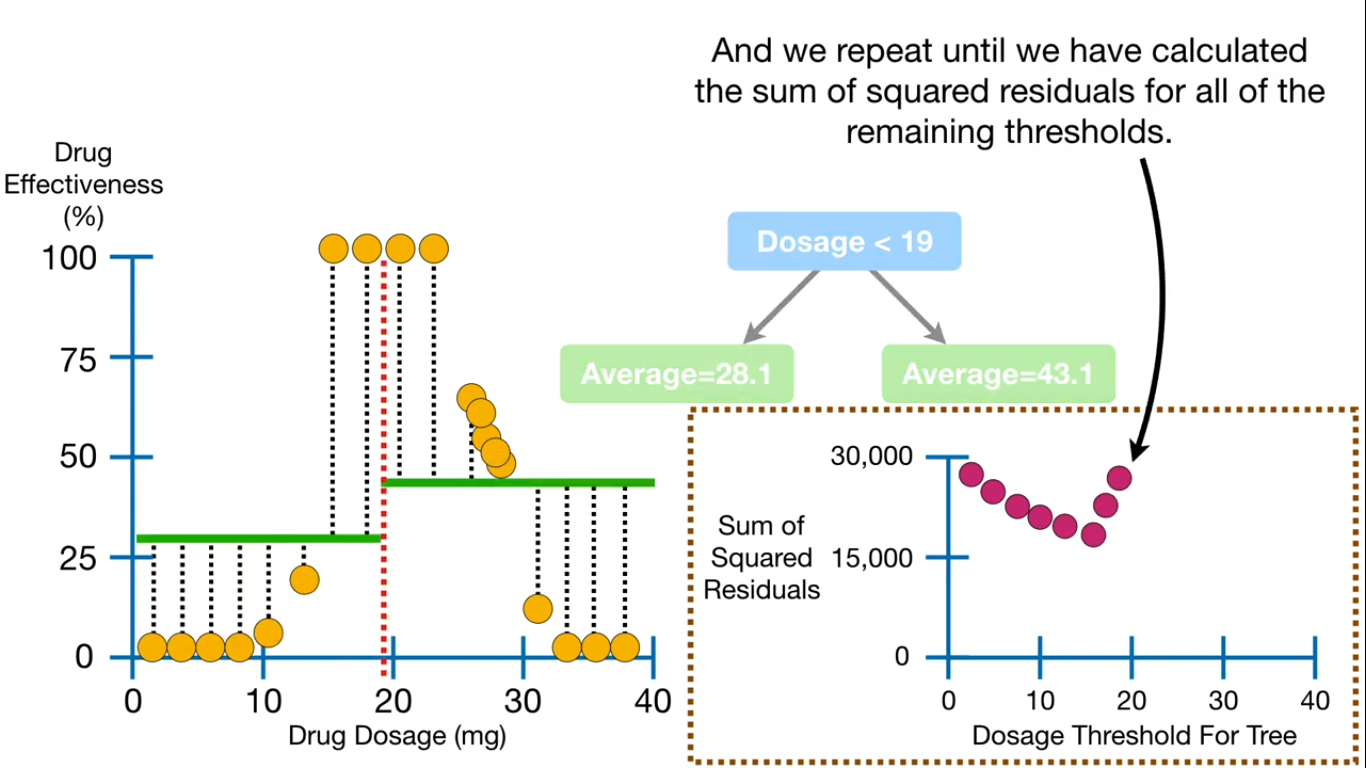 And we repeat until we have calculated
the sum of squared residuals for all of the
remaining thresholds.
Drug
Effectiveness
(%)
100
75
50
25
0
0 10 20 30 40
Drug Dosage (mg)
Dosage < 19
Average=28.1
Average=43.1
Sum of
Squared
Residuals
30,000
15,000
0
0 10 20 30 40
Dosage Threshold For Tree